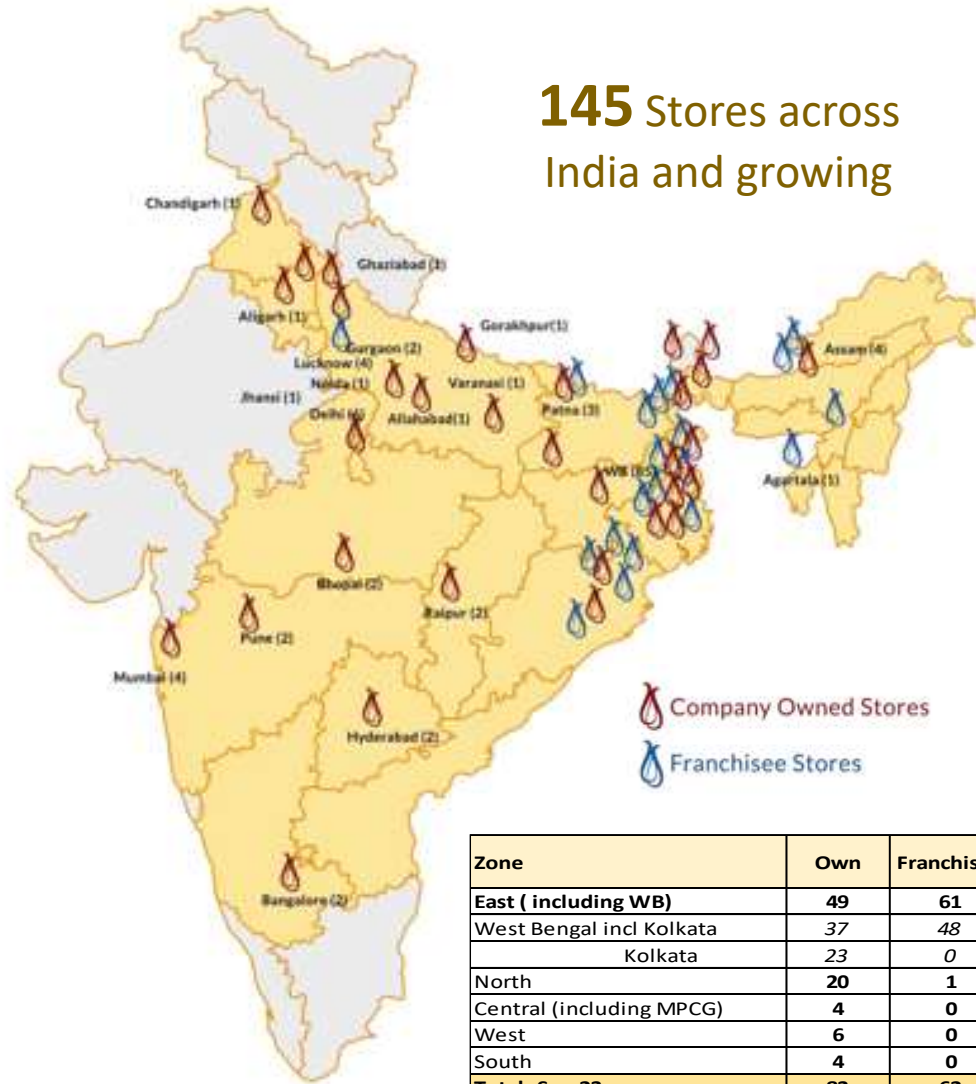 145 Stores across
India and growing
Chandigarh (1)
Ghaziabad (1)
Aligarh (1)
Gorakhpur(1)
Gurgaon (2)
Assam (4)
Lucknow (4)
Noida (1)
Varanasi (1)
Jhansi (1)
Patna (3)
Delhi
Allahabad(1)
WB (85)
Agartala (1)
Bhopal (2)
Raipur (2)
Pune (2)
Mumbai (4)
Company Owned Stores
Hyderabad (2)
Franchisee Stores
Zone Own Franchis
East ( including WB) 49 61
Bangalore (2)
West Bengal incl Kolkata 37 48
Kolkata 23 0
North 20 1
Central (including MPCG) 4 0
West 6 0
South 4 0